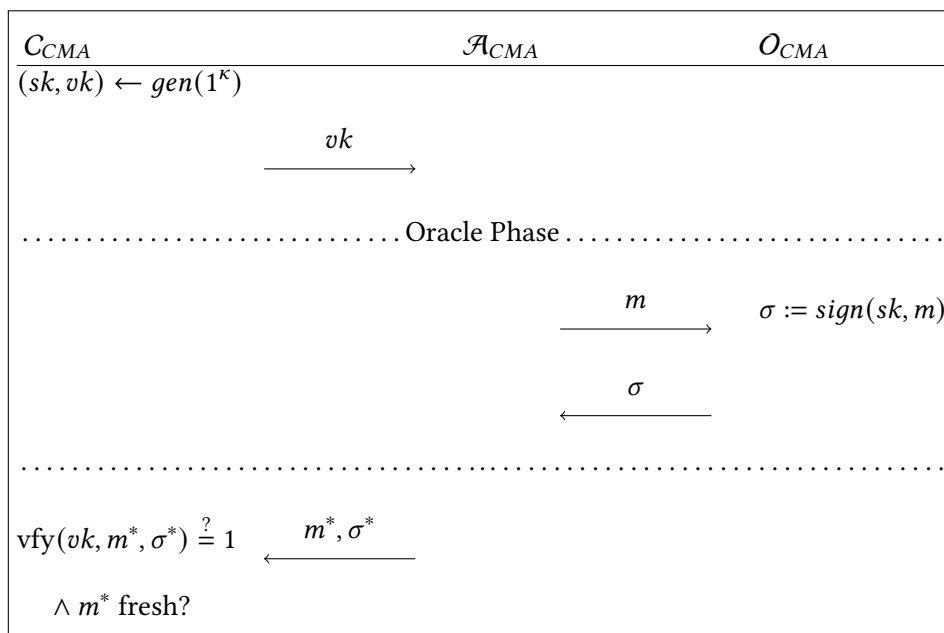 C_CMA A_CMA O_CMA
(sk, vk) ← gen(1^κ)
vk
Oracle Phase
m σ := sign(sk, m)
σ
vfy(vk, m*, σ*) ≟ 1 m*, σ*
∧ m* fresh?